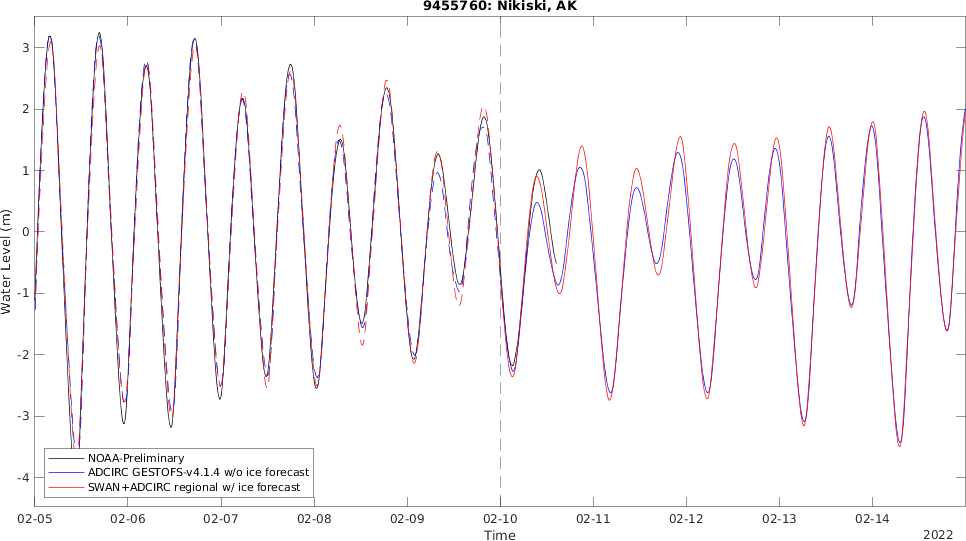 9455760: Nikiski, AK
Water Level (m)
3
2
1
0
-1
-2
-3
-4
NOAA-Preliminary
ADCIRC GESTOFS-v4.1.4 w/o ice forecast
SWAN+ADCIRC regional w/ ice forecast
02-05 02-06 02-07 02-08 02-09 02-10 02-11 02-12 02-13 02-14
Time
2022